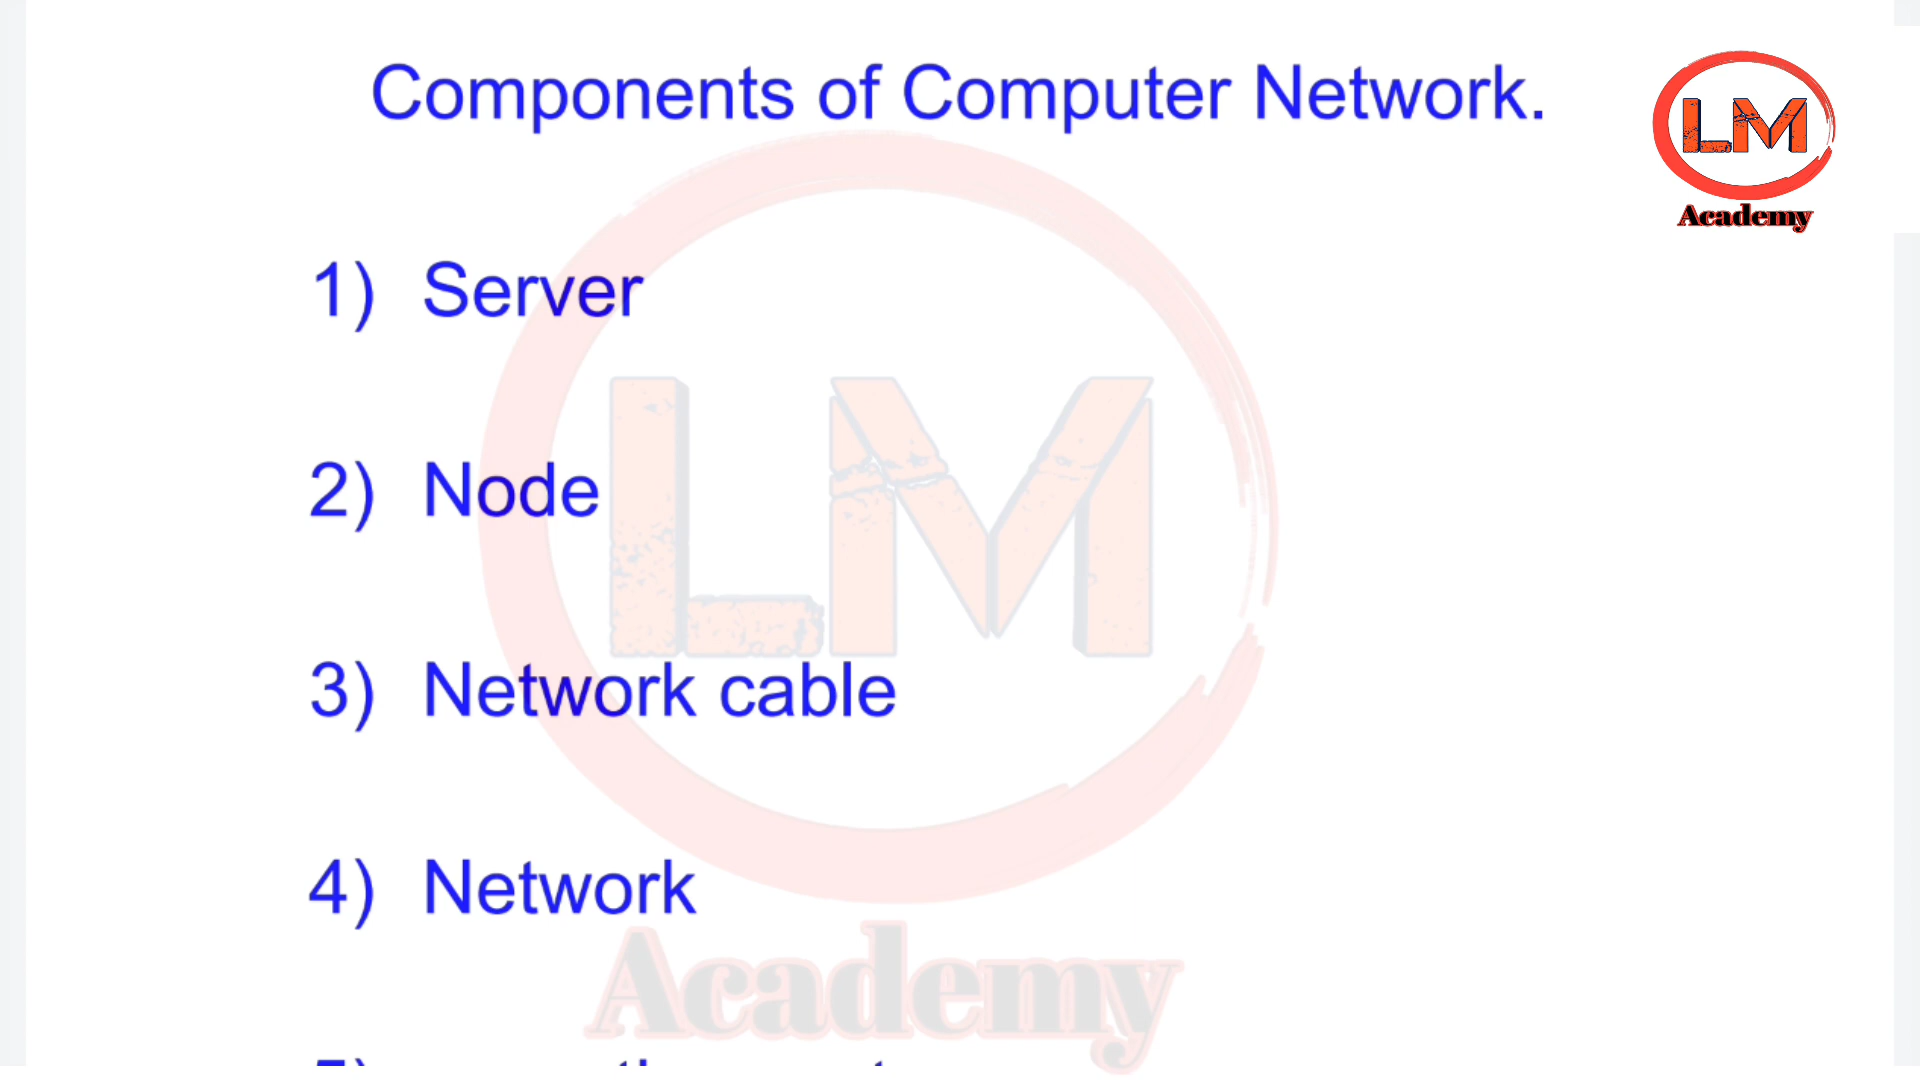 Components of Computer Network.
LM
Academy
1) Server
2) Node
3) Network cable
4) Network
LM
Academy